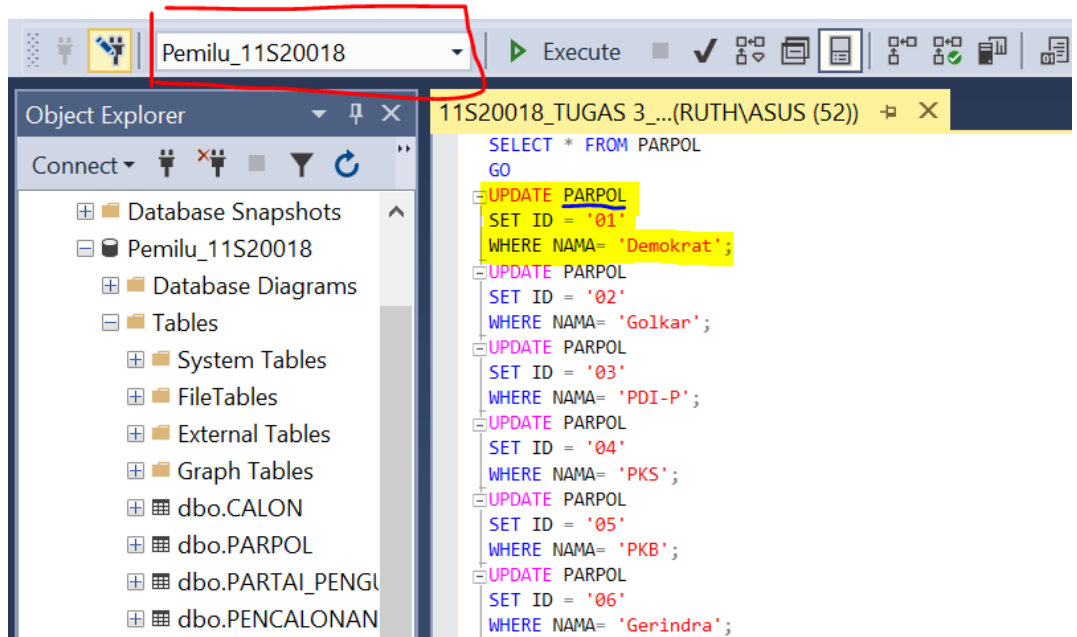 Pemilu_11S20018
Execute
Object Explorer
Connect
Database Snapshots
Pemilu_11S20018
Database Diagrams
Tables
System Tables
FileTables
External Tables
Graph Tables
dbo.CALON
dbo.PARPOL
dbo.PARTAI_PENGU
dbo.PENCALONAN
11S20018_TUGAS 3_...(RUTH\ASUS (52))
SELECT * FROM PARPOL
GO
UPDATE PARPOL
SET ID = '01'
WHERE NAMA= 'Demokrat';
UPDATE PARPOL
SET ID = '02'
WHERE NAMA= 'Golkar';
UPDATE PARPOL
SET ID = '03'
WHERE NAMA= 'PDI-P';
UPDATE PARPOL
SET ID = '04'
WHERE NAMA= 'PKS';
UPDATE PARPOL
SET ID = '05'
WHERE NAMA= 'PKB';
UPDATE PARPOL
SET ID = '06'
WHERE NAMA= 'Gerindra';